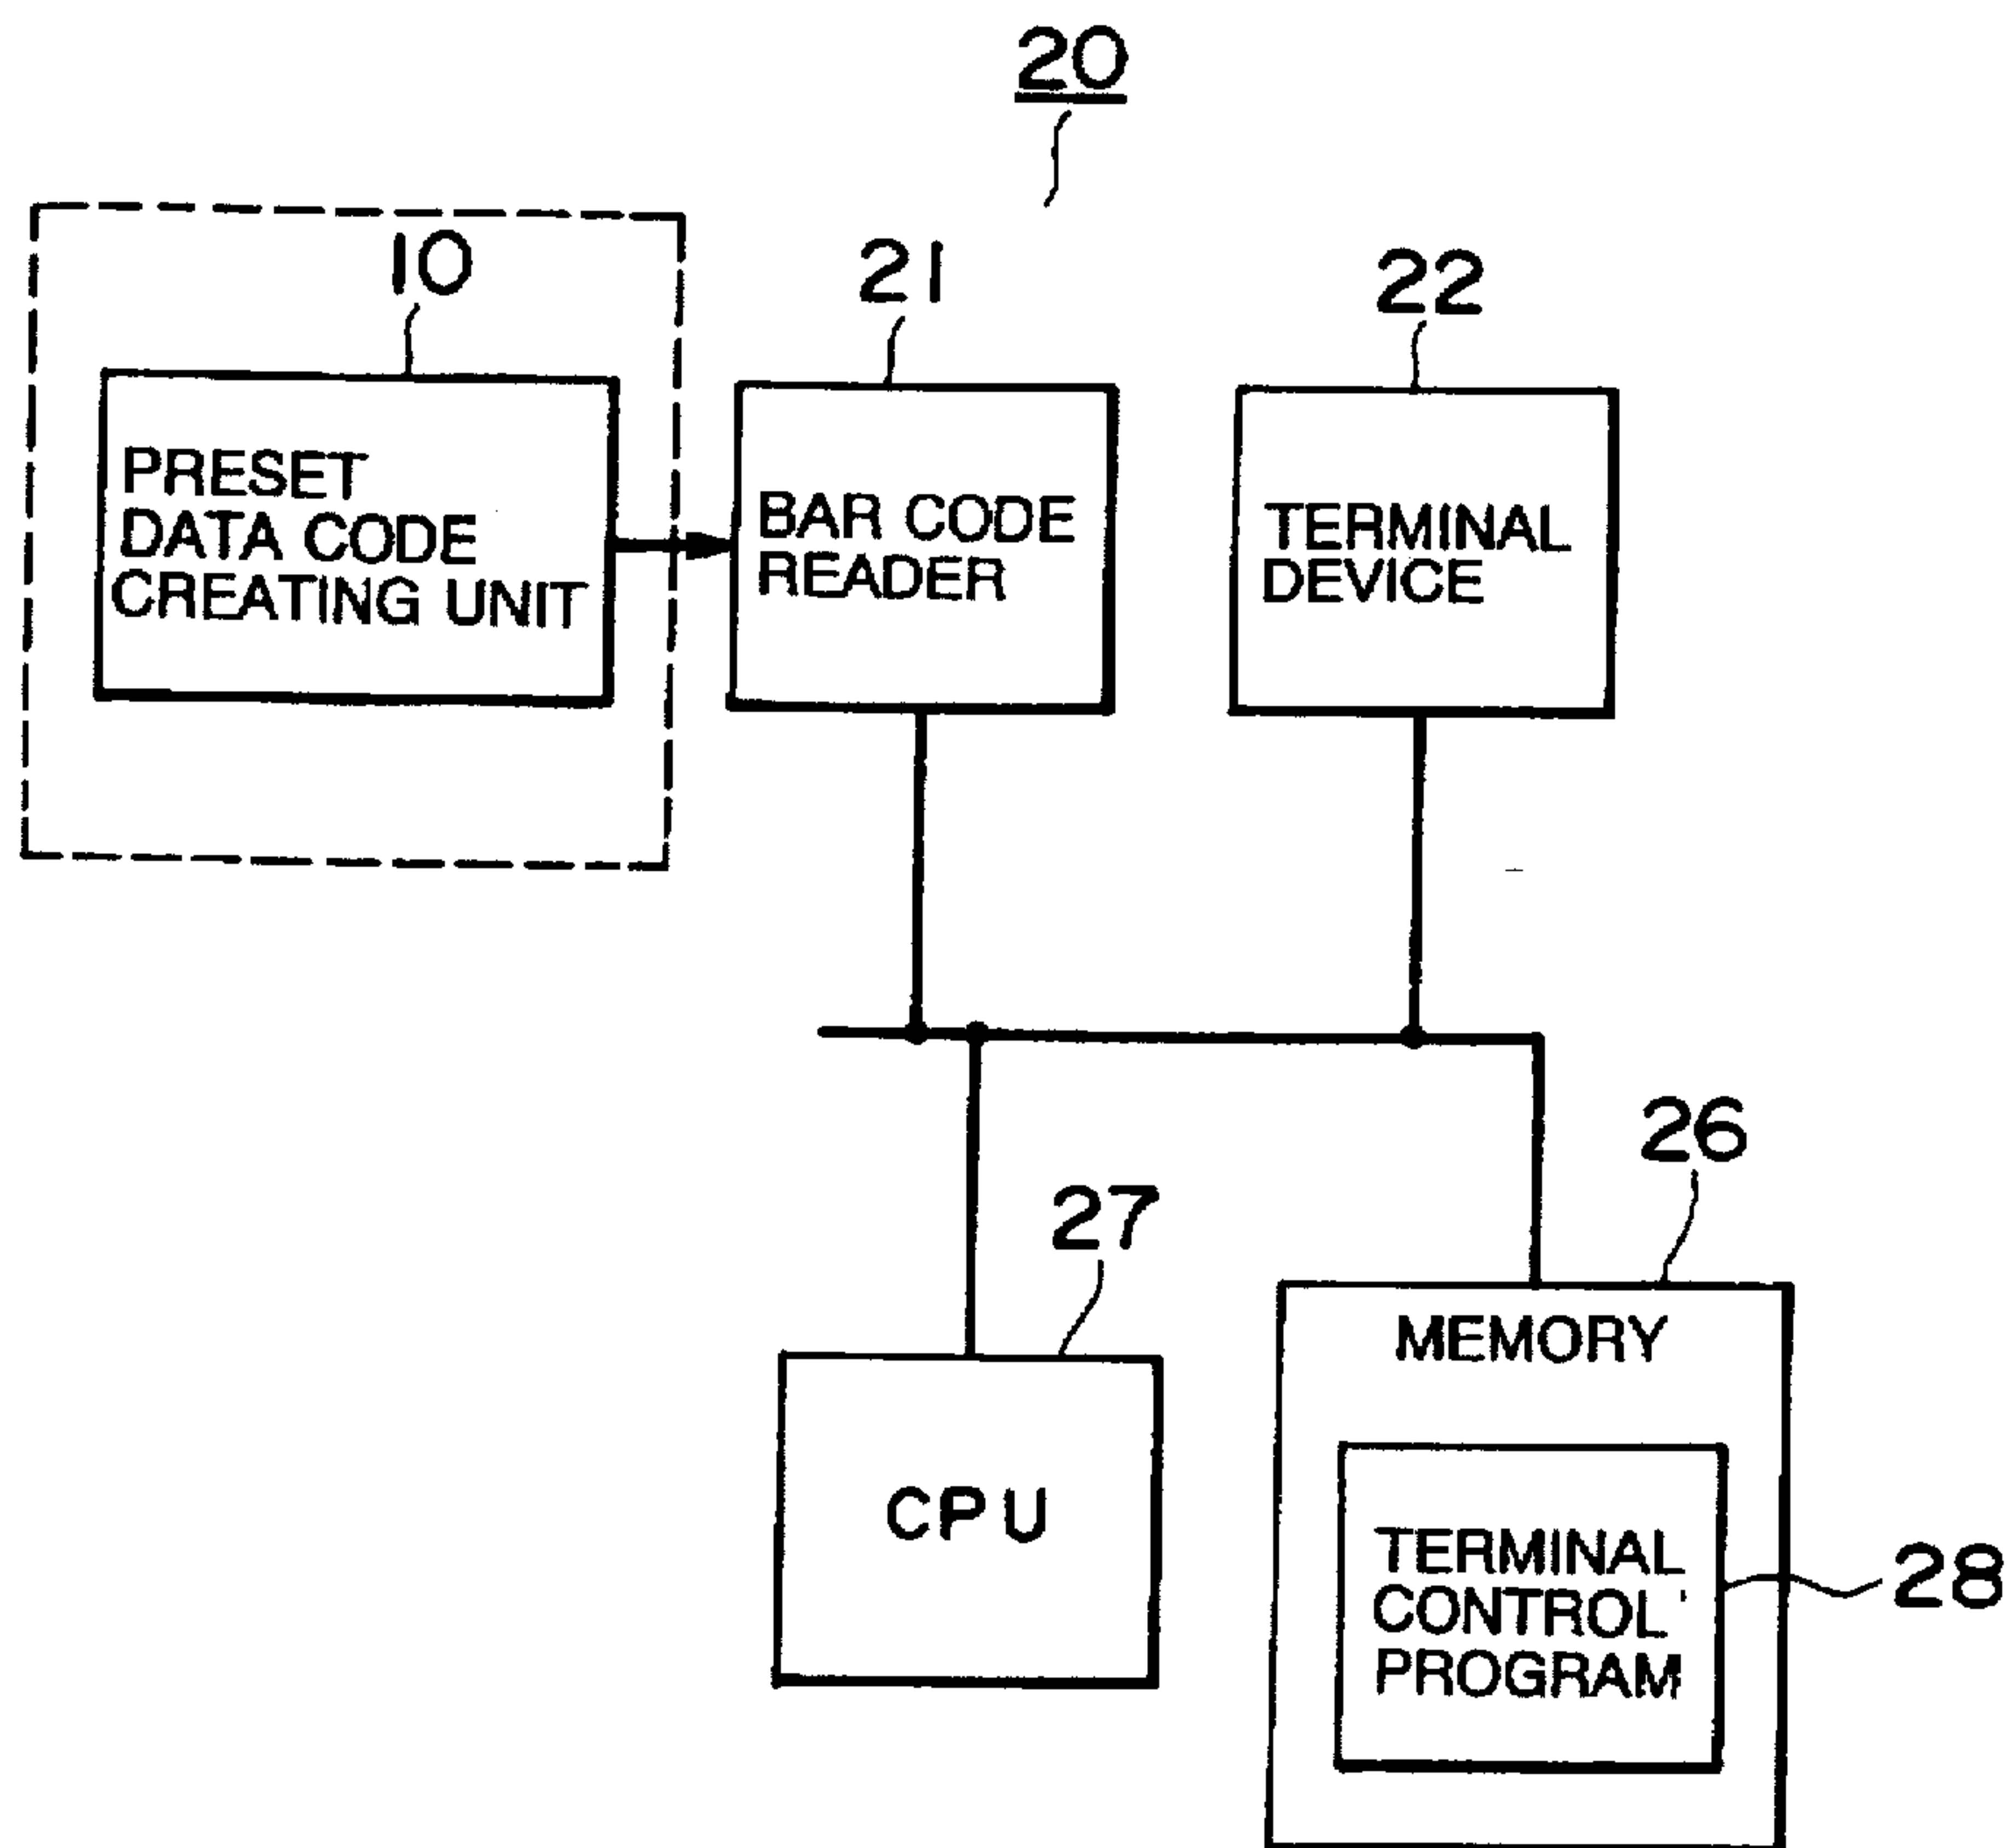 20
10
21
22
PRESET
DATA CODE
CREATING UNIT
BAR CODE
READER
TERMINAL
DEVICE
27
26
CPU
MEMORY
TERMINAL
CONTROL
PROGRAM
28